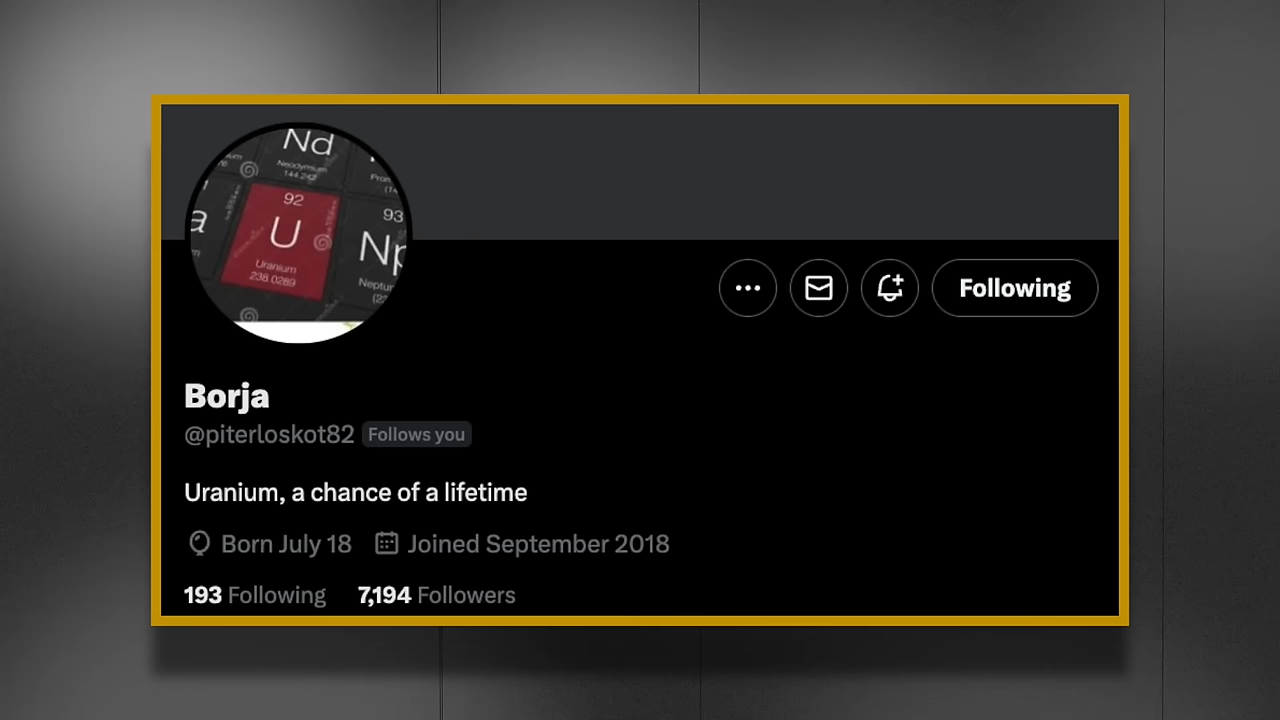 Nd
Neodymium
144.242
92
U
Uranium
238.0289
93
Np
Following
Borja
@piterloskot82 Follows you
Uranium, a chance of a lifetime
Born July 18 Joined September 2018
193 Following 7,194 Followers